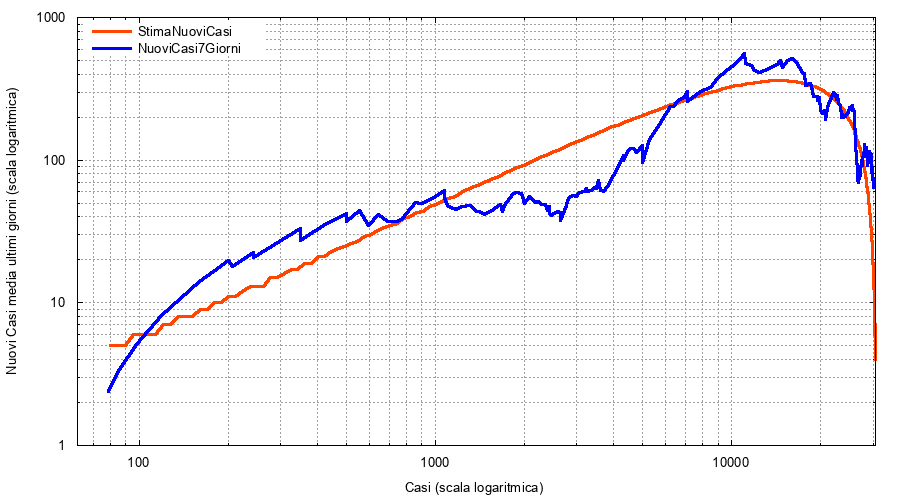 1000
100
10
1
100
1000
10000
StimaNuoviCasi
NuoviCasi7Giorni
Nuovi Casi media ultimi giorni (scala logaritmica)
Casi (scala logaritmica)